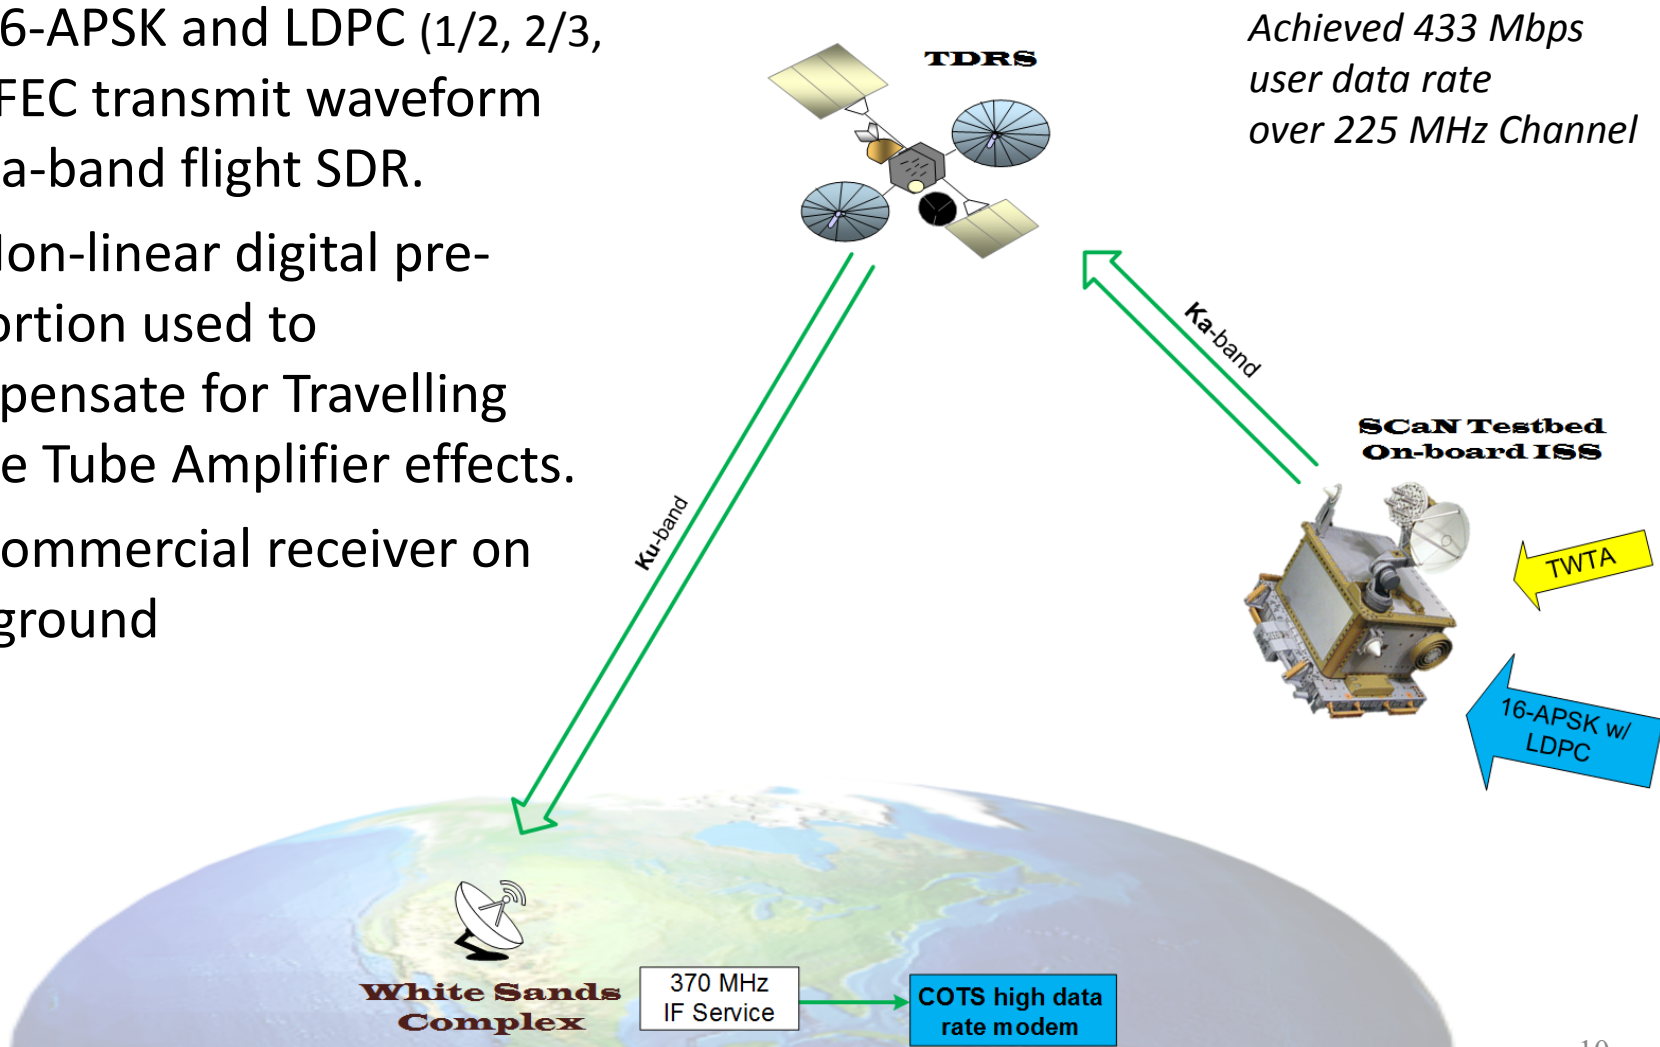 6-APSK and LDPC (1/2, 2/3,
FEC transmit waveform
a-band flight SDR.
on-linear digital pre-
ortion used to
pensate for Travelling
e Tube Amplifier effects.
ommercial receiver on
ground
Achieved 433 Mbps
user data rate
over 225 MHz Channel
TDRS
Ka-band
Ku-band
SCaN Testbed
On-board ISS
TWTA
16-APSK w/
LDPC
White Sands
Complex
370 MHz
IF Service
COTS high data
rate modem